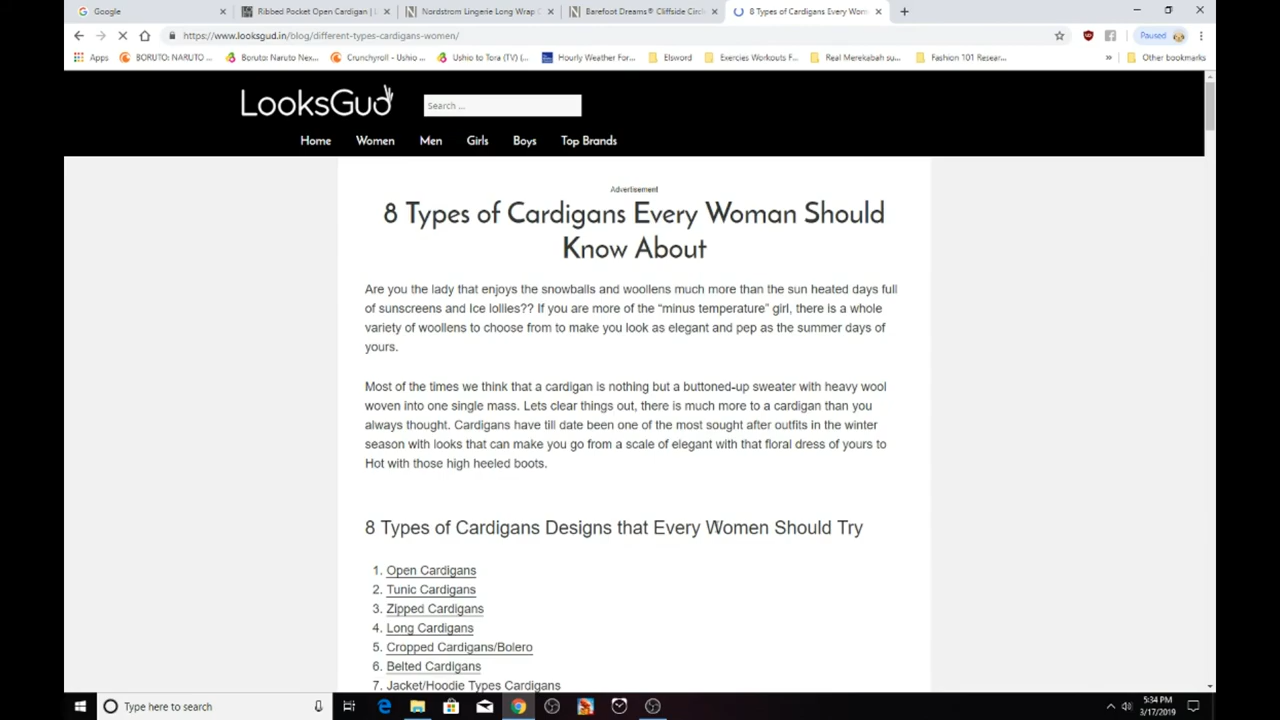 Google
Ribbed Pocket Open Cardigan | L
Nordstrom Lingerie Long Wrap C
Barefoot Dreams® Cliffside Circl
8 Types of Cardigans Every Wom
https://www.looksgud.in/blog/different-types-cardigans-women/
Paused
Apps
BORUTO: NARUTO
Boruto: Naruto Nex...
Crunchyroll - Ushio ...
Ushio to Tora (TV) (...
Hourly Weather For...
Elsword
Exercies Workouts F...
Real Merekabah su...
Fashion 101 Resear...
»
Other bookmarks
LooksGud
Search ...
Home Women Men Girls Boys Top Brands
Advertisement
8 Types of Cardigans Every Woman Should
Know About
Are you the lady that enjoys the snowballs and woollens much more than the sun heated days full
of sunscreens and Ice lollies?? If you are more of the “minus temperature” girl, there is a whole
variety of woollens to choose from to make you look as elegant and pep as the summer days of
yours.
Most of the times we think that a cardigan is nothing but a buttoned-up sweater with heavy wool
woven into one single mass. Lets clear things out, there is much more to a cardigan than you
always thought. Cardigans have till date been one of the most sought after outfits in the winter
season with looks that can make you go from a scale of elegant with that floral dress of yours to
Hot with those high heeled boots.
8 Types of Cardigans Designs that Every Women Should Try
1. Open Cardigans
2. Tunic Cardigans
3. Zipped Cardigans
4. Long Cardigans
5. Cropped Cardigans/Bolero
6. Belted Cardigans
7. Jacket/Hoodie Types Cardigans
Type here to search
5:34 PM
3/17/2019